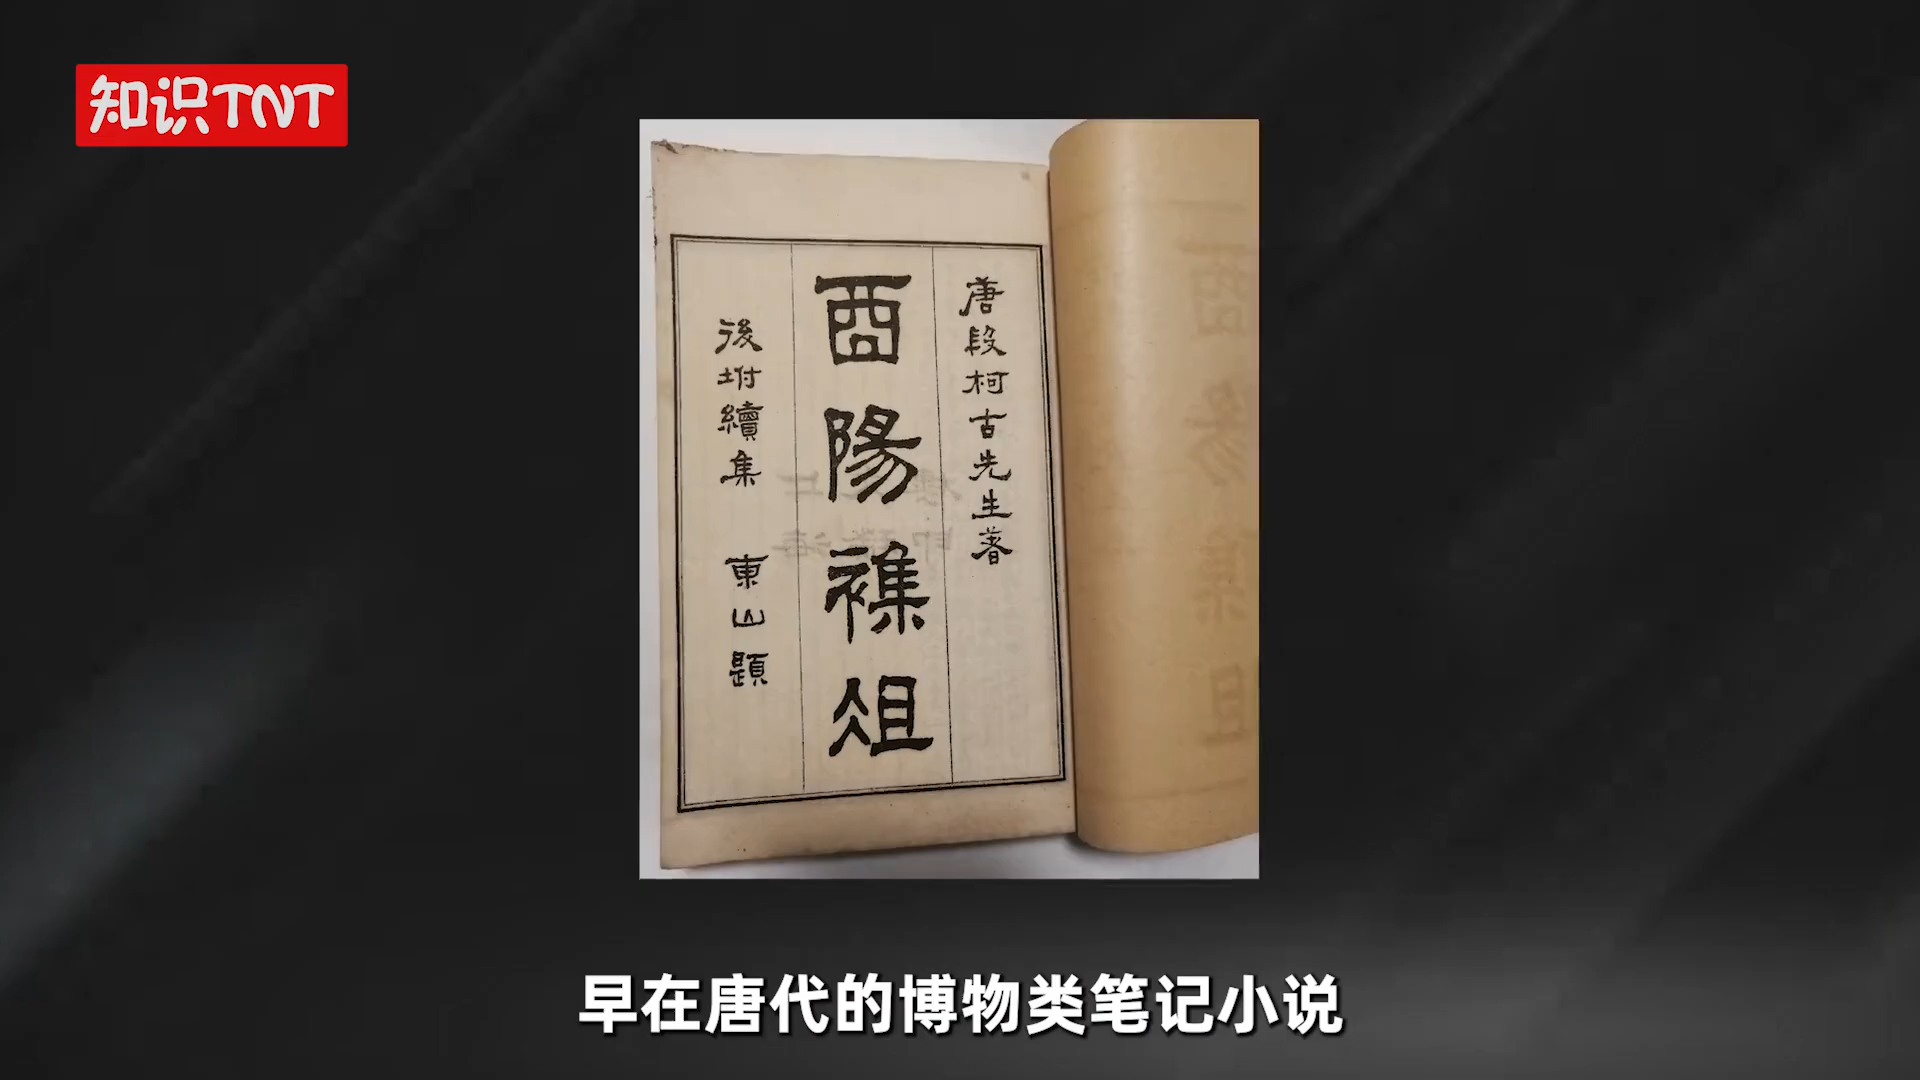 知识TNT
唐段柯古先生著
酉陽襍俎
後坿續集 東山題
早在唐代的博物类笔记小说